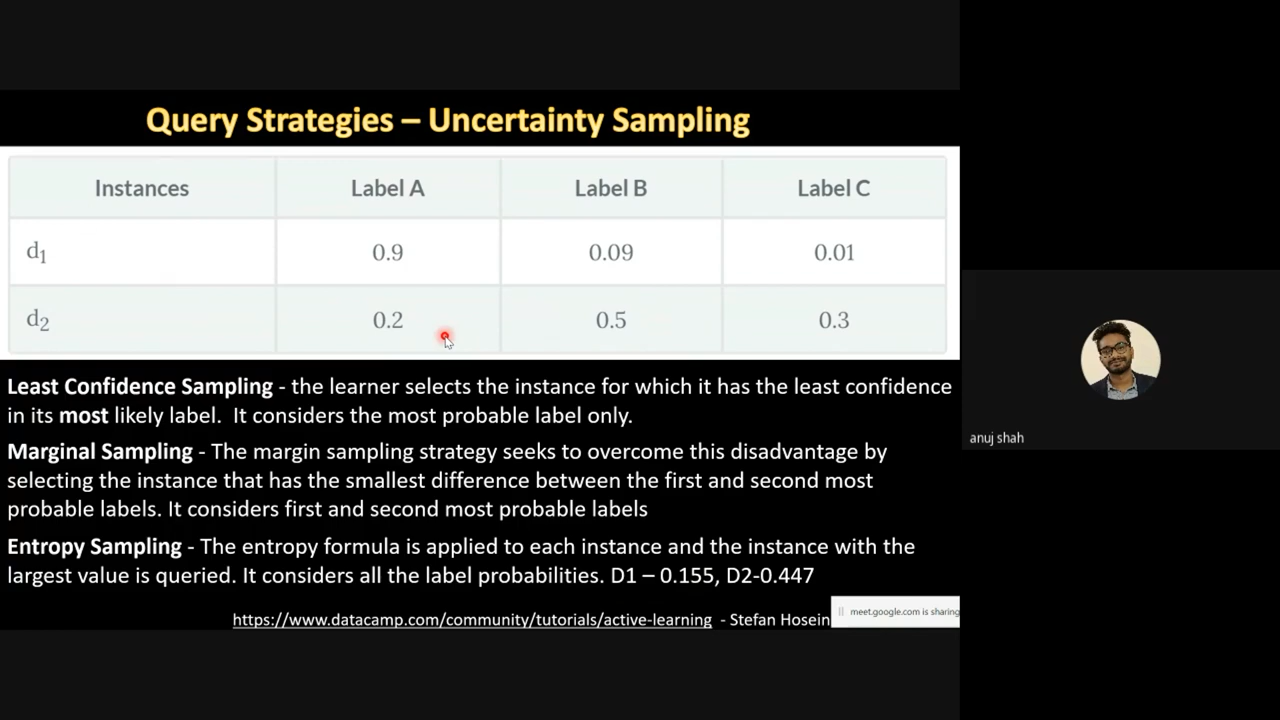 Query Strategies – Uncertainty Sampling
Instances Label A Label B Label C
d1 0.9 0.09 0.01
d2 0.2 0.5 0.3
Least Confidence Sampling - the learner selects the instance for which it has the least confidence
in its most likely label. It considers the most probable label only.
Marginal Sampling - The margin sampling strategy seeks to overcome this disadvantage by
selecting the instance that has the smallest difference between the first and second most
probable labels. It considers first and second most probable labels
Entropy Sampling - The entropy formula is applied to each instance and the instance with the
largest value is queried. It considers all the label probabilities. D1 – 0.155, D2-0.447
https://www.datacamp.com/community/tutorials/active-learning - Stefan Hosein
meet.google.com is sharing
anuj shah